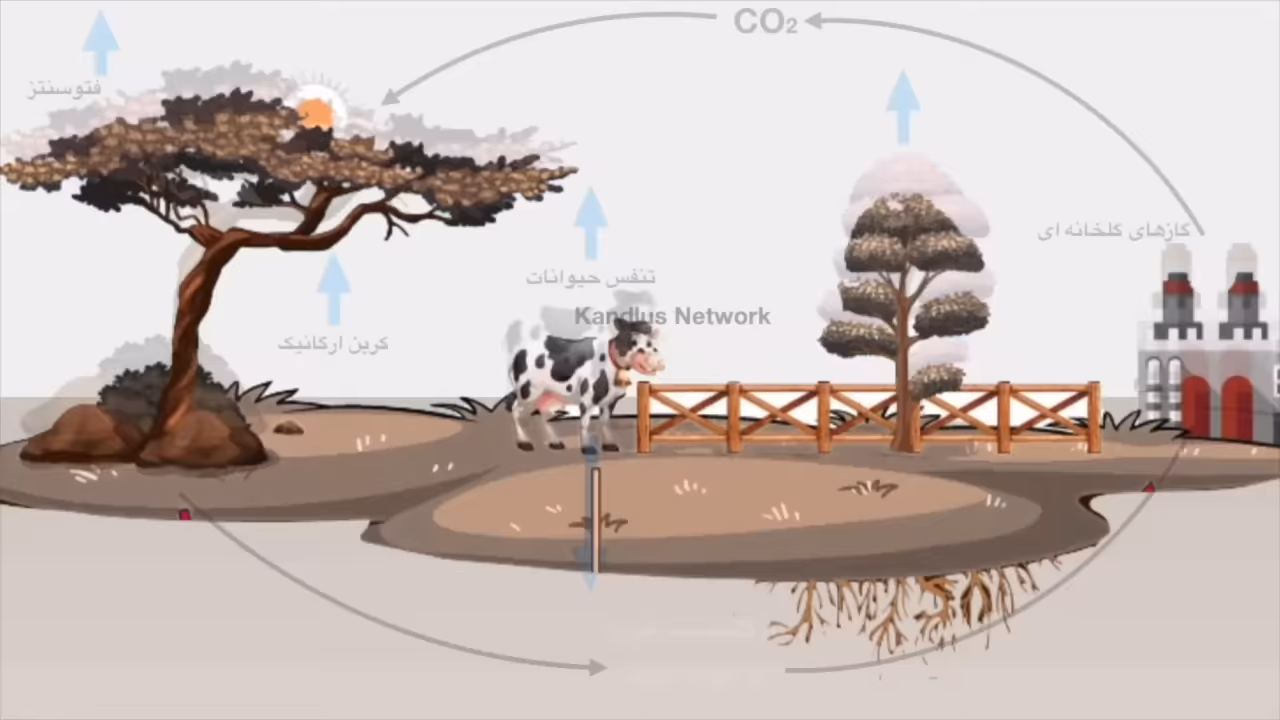 CO₂
فتوسنتز
گازهای گلخانه ای
تنفس حیوانات
Kandlus Network
کربن ارگانیک